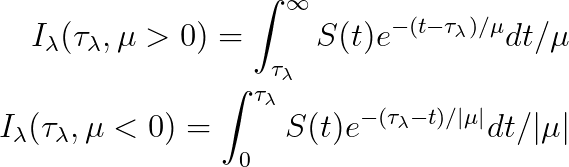 I_λ(τ_λ, μ > 0) = ∫_{τ_λ}^{∞} S(t)e^{−(t−τ_λ)/μ}dt/μ
I_λ(τ_λ, μ < 0) = ∫_{0}^{τ_λ} S(t)e^{−(τ_λ−t)/|μ|}dt/|μ|